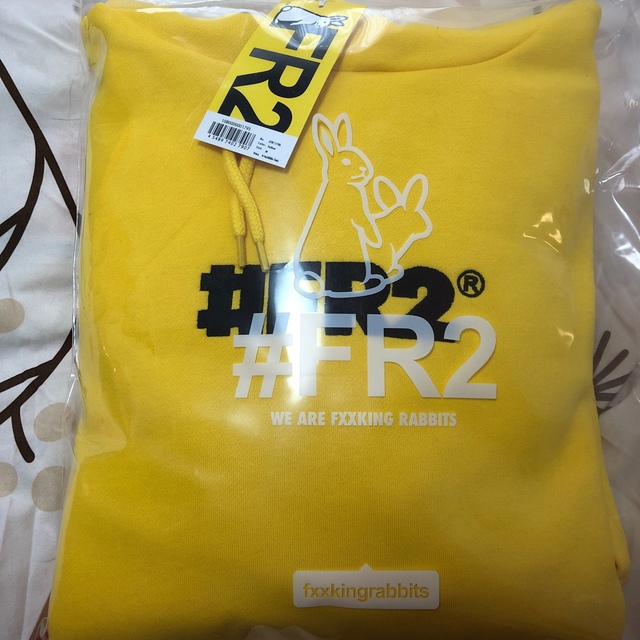 FR2
#FR2®
#FR2
WE ARE FXXKING RABBITS
fxxkingrabbits